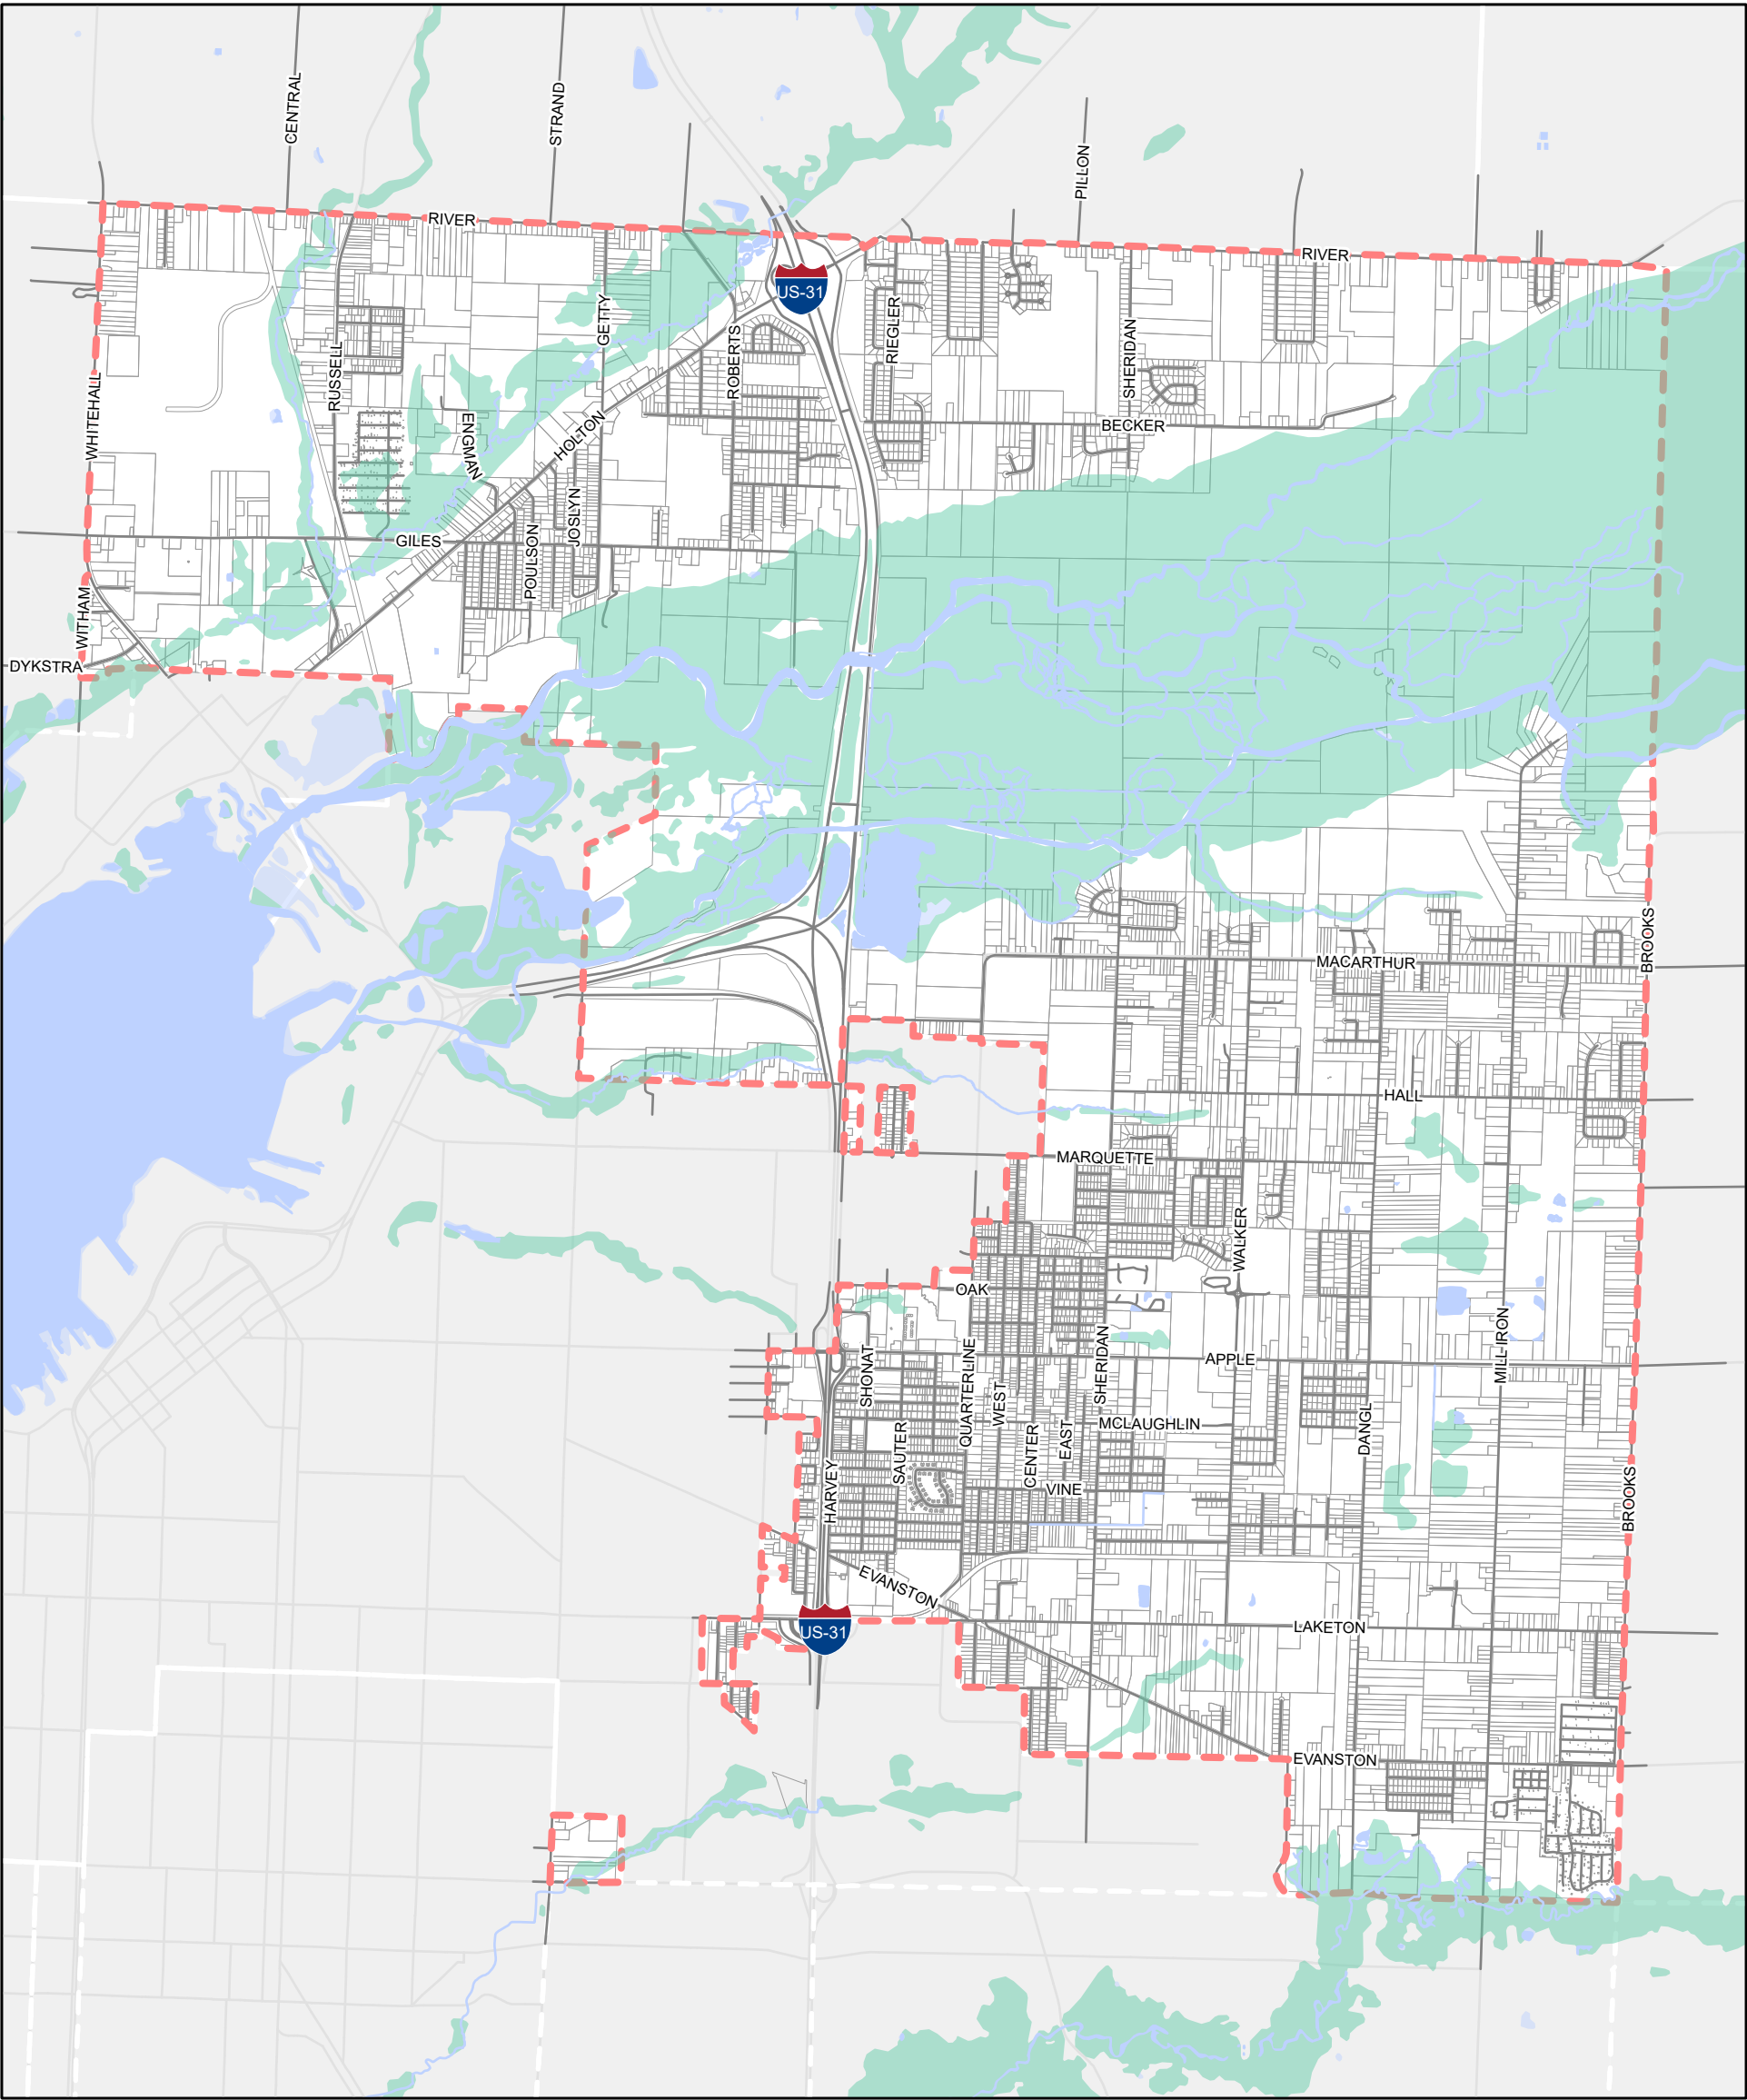 CENTRAL
STRAND
PILLON
RIVER
RIVER
US-31
GETTY
RIEGLER
ROBERTS
SHERIDAN
RUSSELL
WHITEHALL
ENGMAN
HOLTON
BECKER
JOSLYN
GILES
POULSON
WITHAM
DYKSTRA
BROOKS
MACARTHUR
HALL
MARQUETTE
WALKER
OAK
MILL IRON
SHERIDAN
APPLE
SHONAT
QUARTERLINE
WEST
MCLAUGHLIN
DANGL
SAUTER
CENTER
EAST
HARVEY
VINE
BROOKS
EVANSTON
US-31
LAKETON
EVANSTON